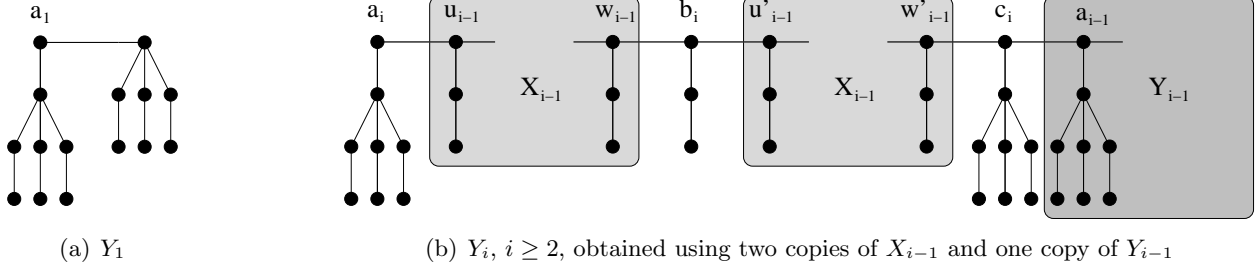 a₁
aᵢ uᵢ₋₁ wᵢ₋₁ bᵢ u'ᵢ₋₁ w'ᵢ₋₁ cᵢ aᵢ₋₁
Xᵢ₋₁ Xᵢ₋₁ Yᵢ₋₁
(a) Y₁
(b) Yᵢ, i ≥ 2, obtained using two copies of Xᵢ₋₁ and one copy of Yᵢ₋₁